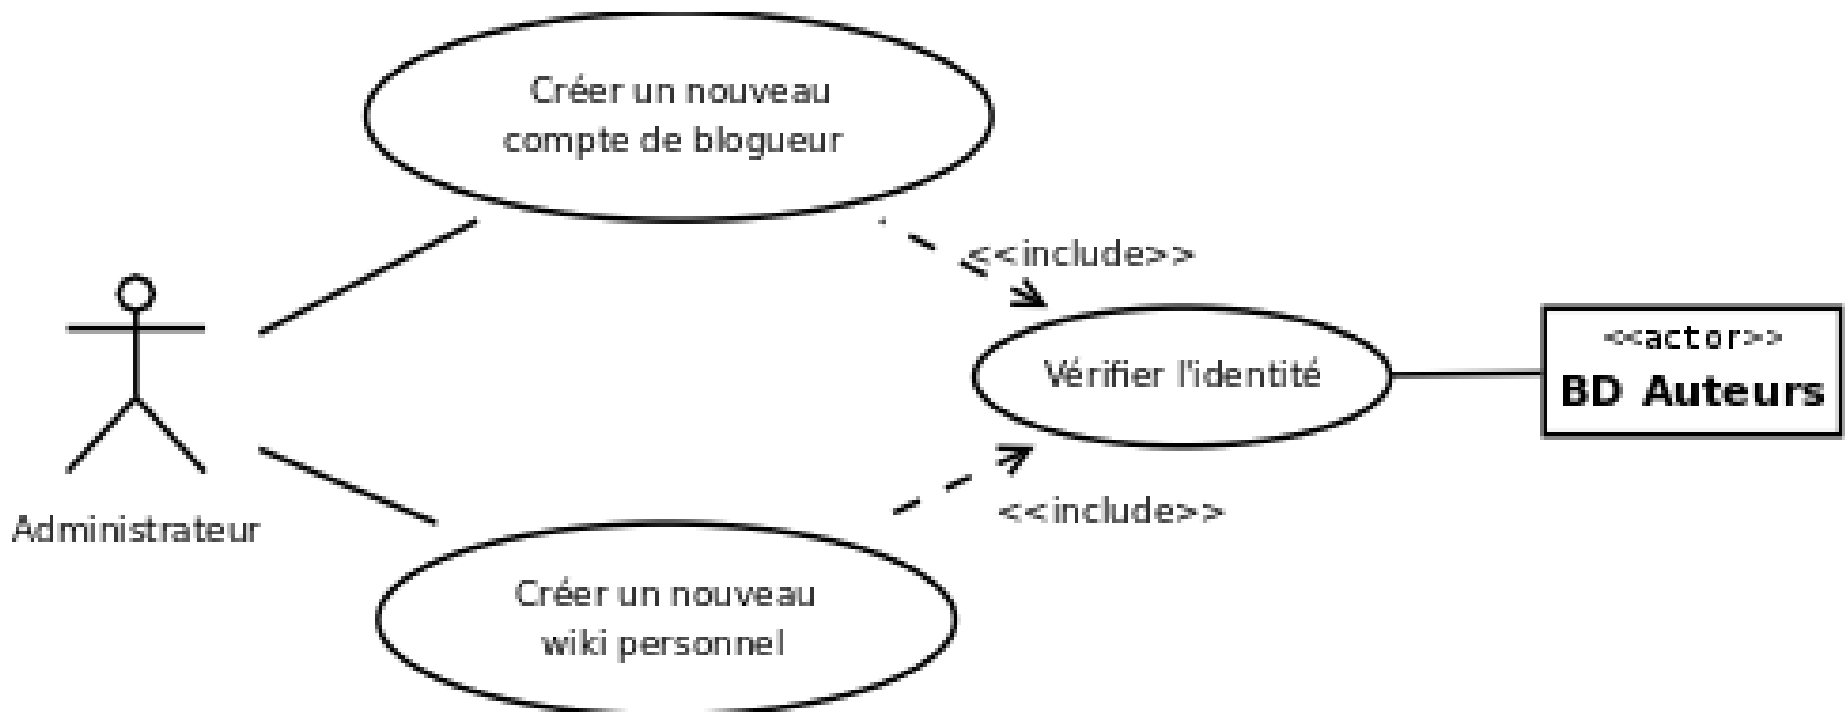 Créer un nouveau
compte de blogueur
<<include>>
Vérifier l'identité
<<actor>>
BD Auteurs
<<include>>
Administrateur
Créer un nouveau
wiki personnel